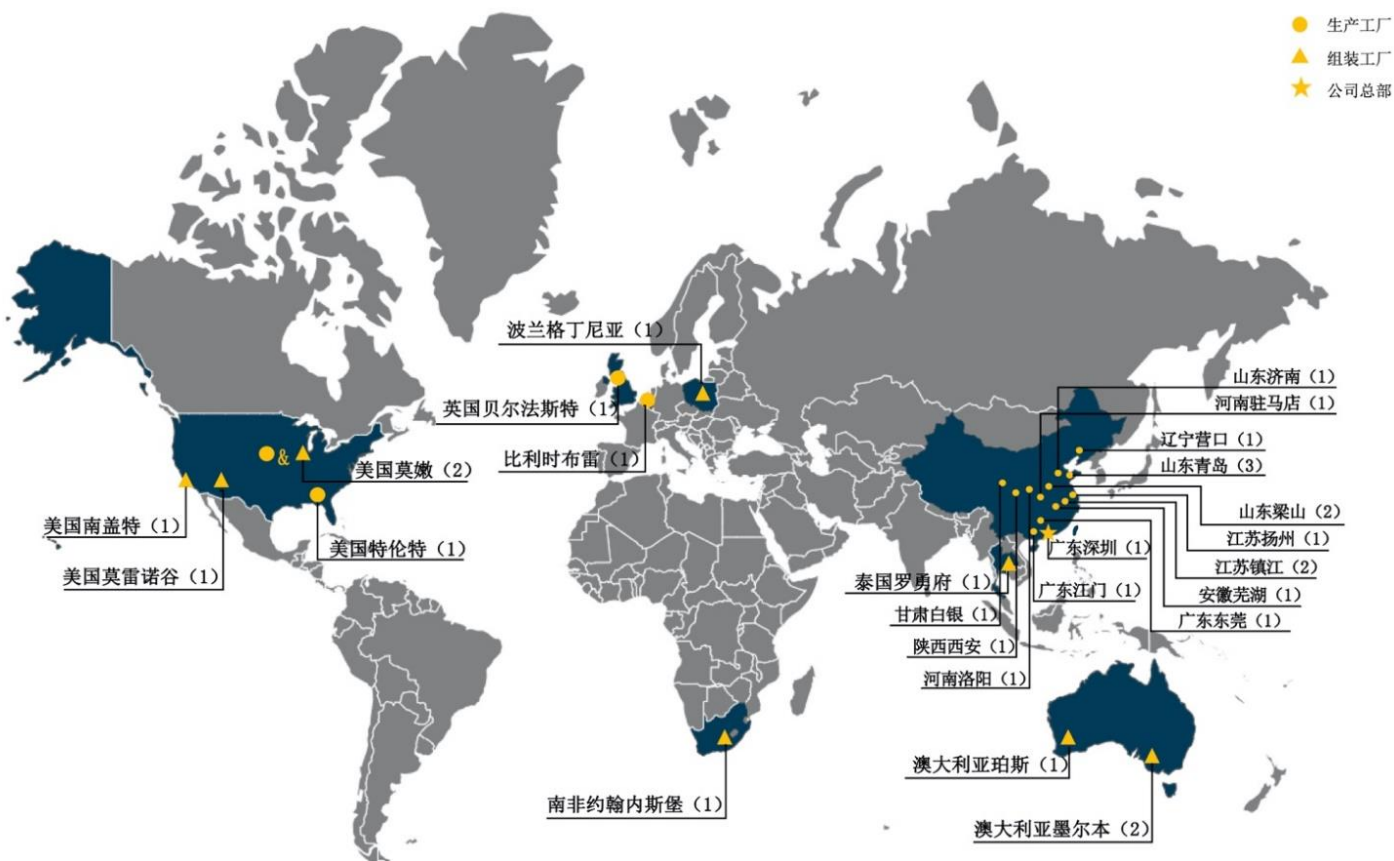 生产工厂
组装工厂
公司总部
波兰格丁尼亚（1）
山东济南（1）
河南驻马店（1）
英国贝尔法斯特（1）
辽宁营口（1）
比利时布雷（1）
山东青岛（3）
&
美国莫嫩（2）
山东梁山（2）
美国南盖特（1）
江苏扬州（1）
美国特伦特（1）
广东深圳（1）
江苏镇江（2）
美国莫雷诺谷（1）
泰国罗勇府（1）
广东江门（1）
安徽芜湖（1）
甘肃白银（1）
广东东莞（1）
陕西西安（1）
河南洛阳（1）
澳大利亚珀斯（1）
南非约翰内斯堡（1）
澳大利亚墨尔本（2）